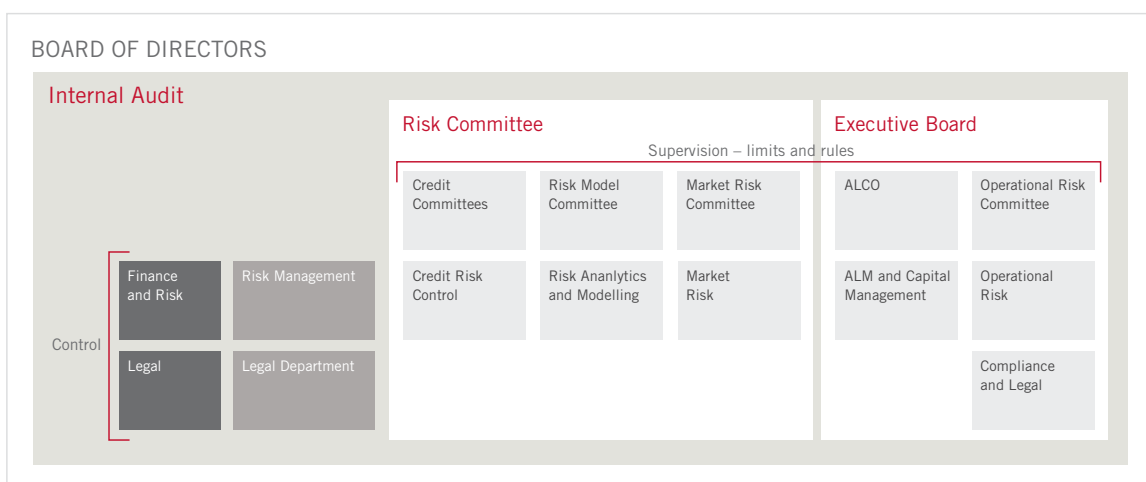 BOARD OF DIRECTORS
Internal Audit
Risk Committee
Executive Board
Supervision – limits and rules
Credit
Committees
Risk Model
Committee
Market Risk
Committee
ALCO
Operational Risk
Committee
Control
Finance
and Risk
Risk Management
Credit Risk
Control
Risk Ananlytics
and Modelling
Market
Risk
ALM and Capital
Management
Operational
Risk
Legal
Legal Department
Compliance
and Legal